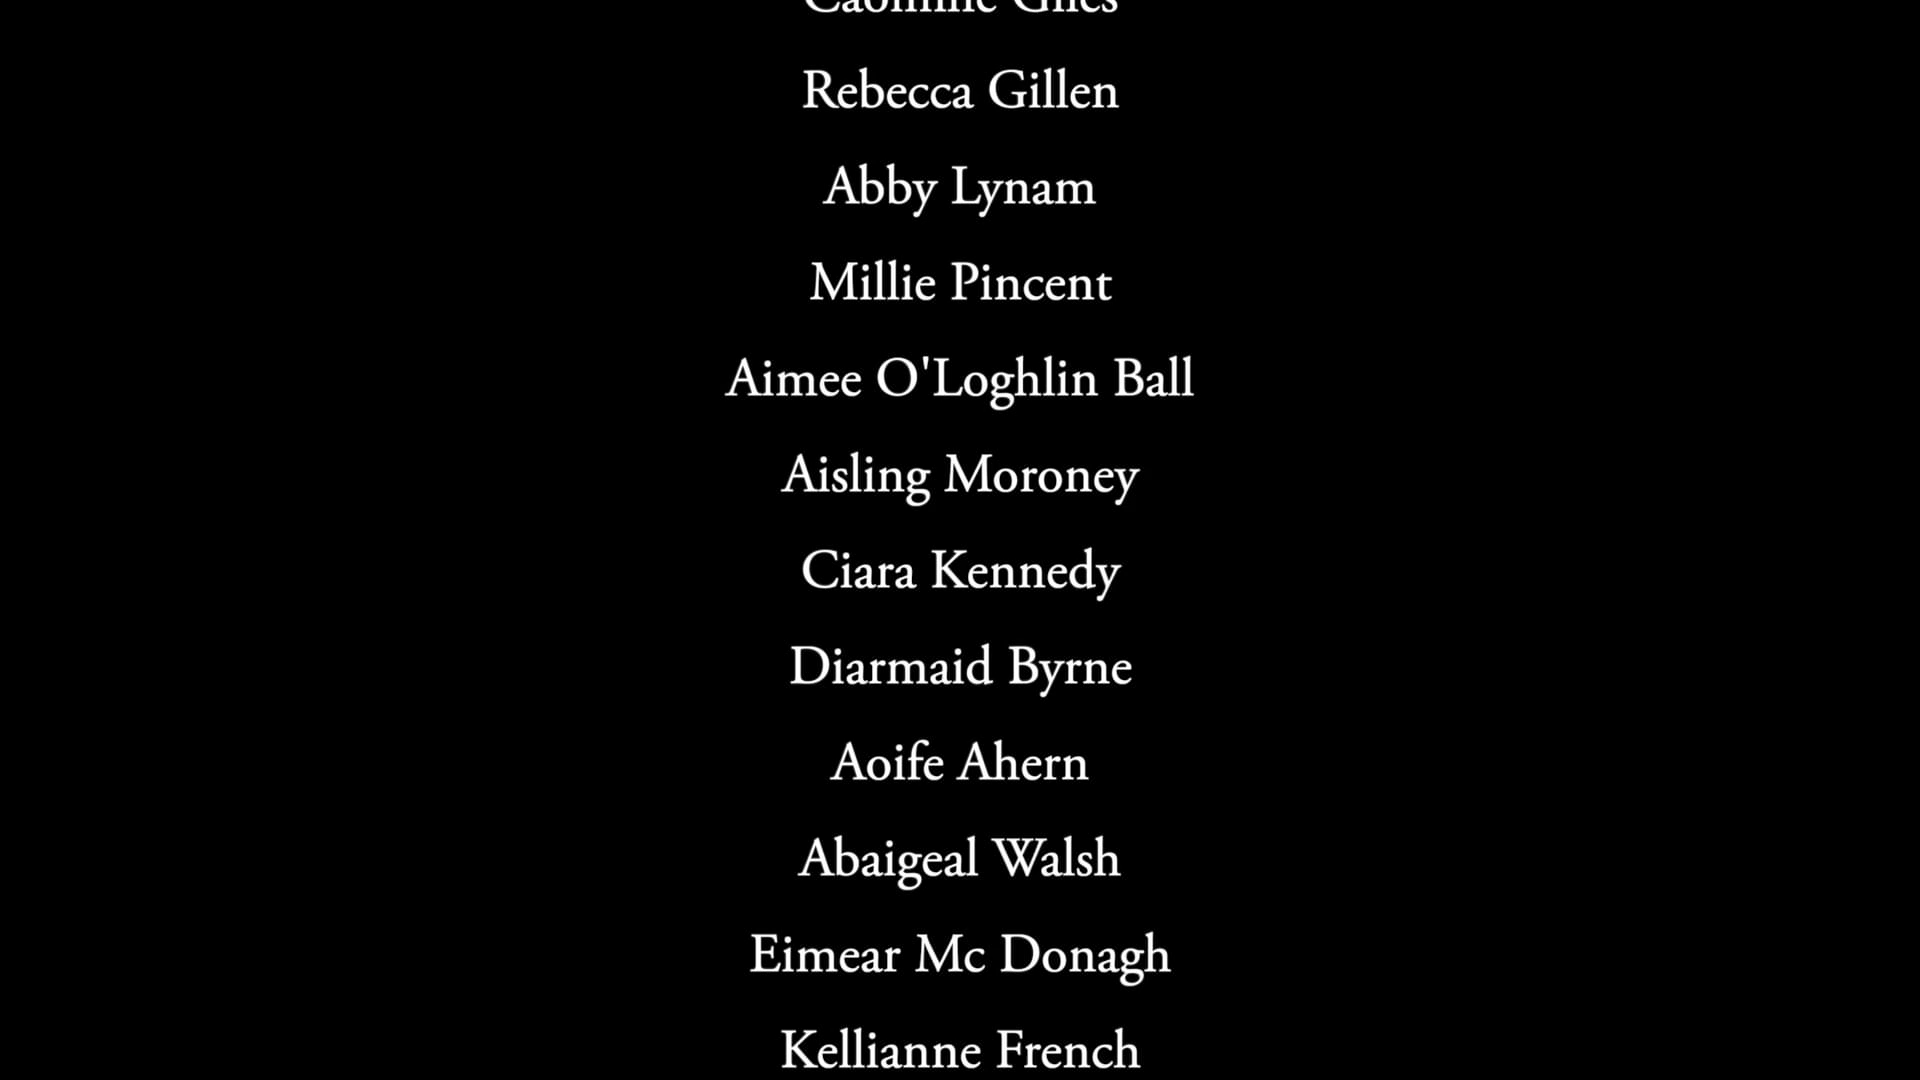 Rebecca Gillen
Abby Lynam
Millie Pincent
Aimee O'Loghlin Ball
Aisling Moroney
Ciara Kennedy
Diarmaid Byrne
Aoife Ahern
Abaigeal Walsh
Eimear Mc Donagh
Kellianne French